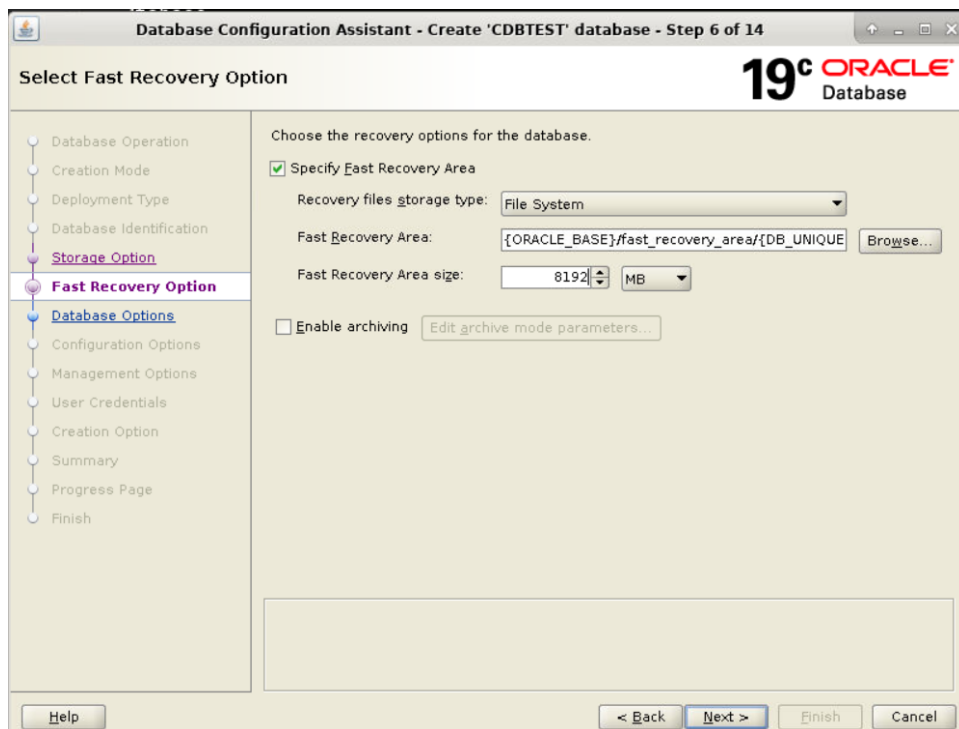 Database Configuration Assistant - Create 'CDBTEST' database - Step 6 of 14
Select Fast Recovery Option
19c ORACLE
Database
Database Operation
Creation Mode
Deployment Type
Database Identification
Storage Option
Fast Recovery Option
Database Options
Configuration Options
Management Options
User Credentials
Creation Option
Summary
Progress Page
Finish
Choose the recovery options for the database.
Specify Fast Recovery Area
Recovery files storage type: File System
Fast Recovery Area: {ORACLE_BASE}/fast_recovery_area/{DB_UNIQUE Browse...
Fast Recovery Area size: 8192 MB
Enable archiving Edit archive mode parameters...
Help < Back Next > Finish Cancel